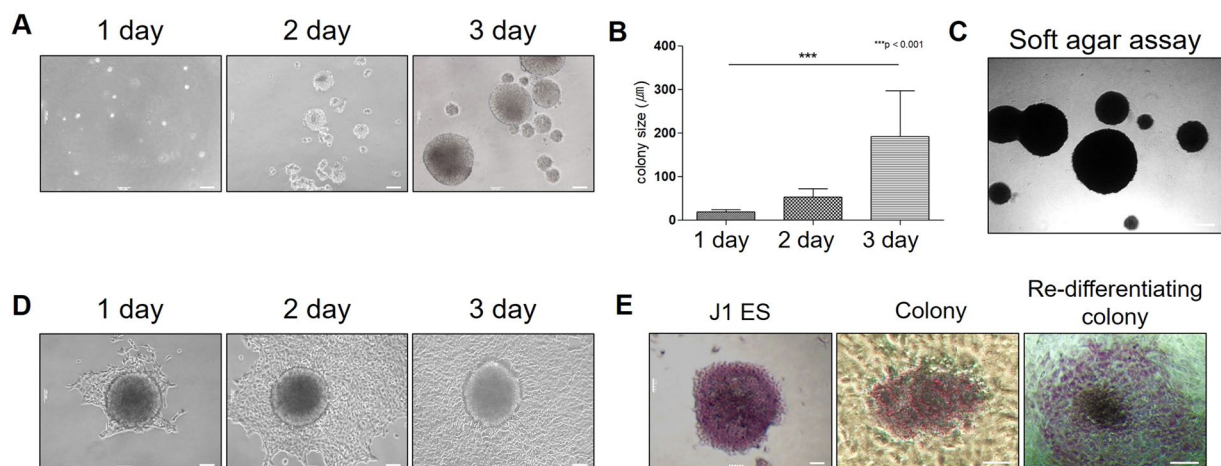 A
1 day
2 day
3 day
B
***p < 0.001
***
colony size (㎛)
400
300
200
100
0
1 day
2 day
3 day
C
Soft agar assay
D
1 day
2 day
3 day
E
J1 ES
Colony
Re-differentiating
colony